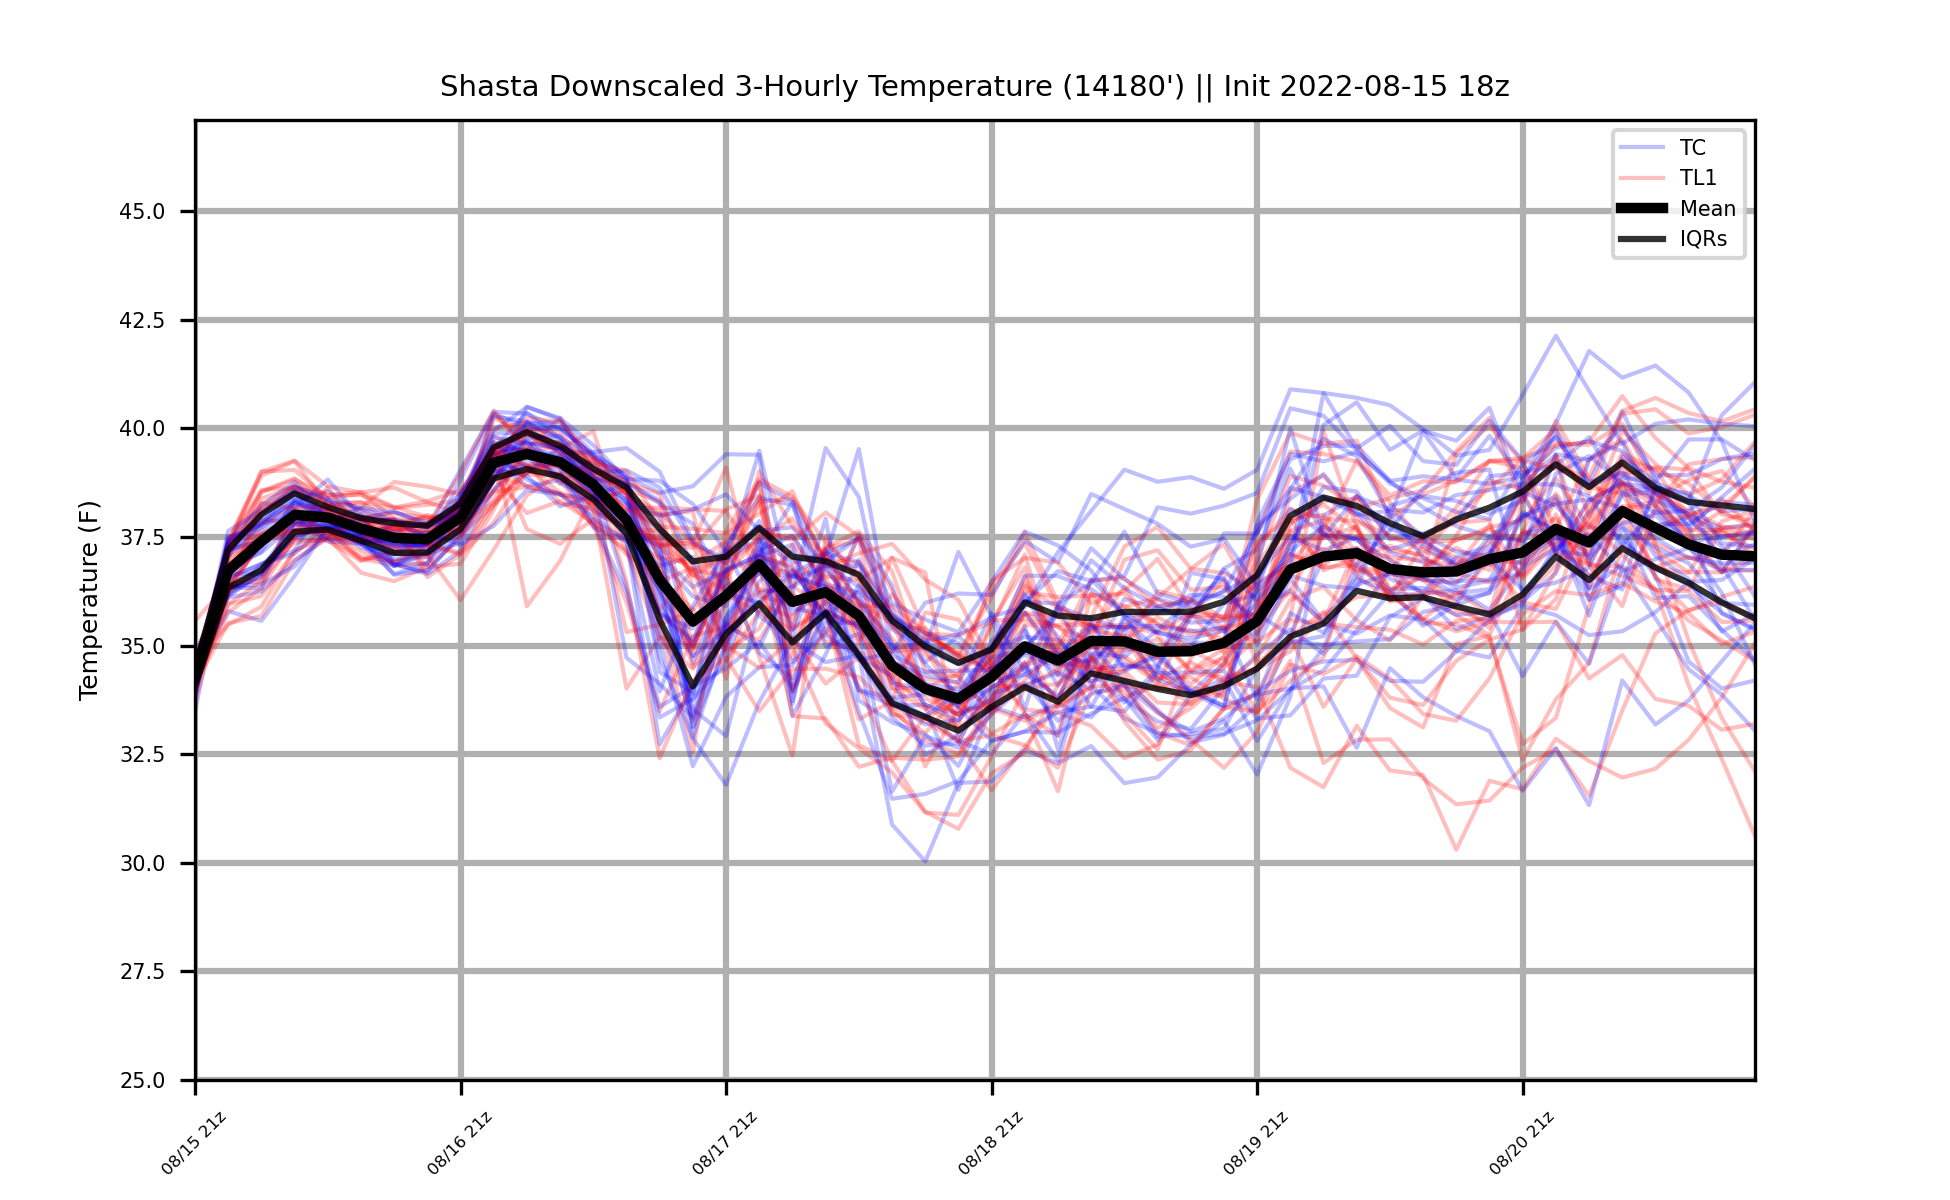 Shasta Downscaled 3-Hourly Temperature (14180') || Init 2022-08-15 18z
TC
TL1
Mean
IQRs
Temperature (F)
45.0
42.5
40.0
37.5
35.0
32.5
30.0
27.5
25.0
08/15 21z
08/16 21z
08/17 21z
08/18 21z
08/19 21z
08/20 21z